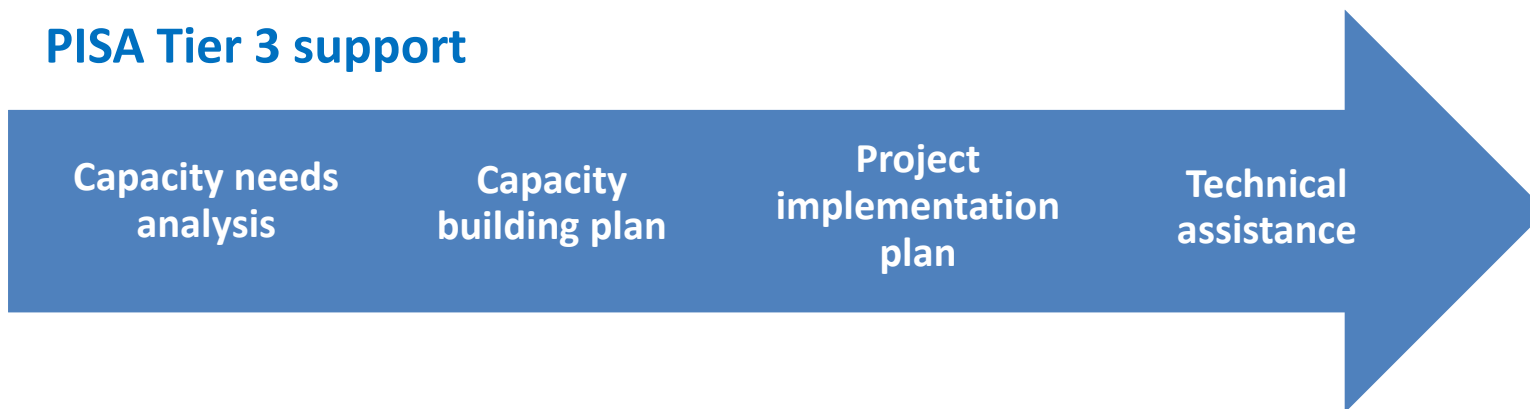 PISA Tier 3 support
Capacity needs
analysis
Capacity
building plan
Project
implementation
plan
Technical
assistance